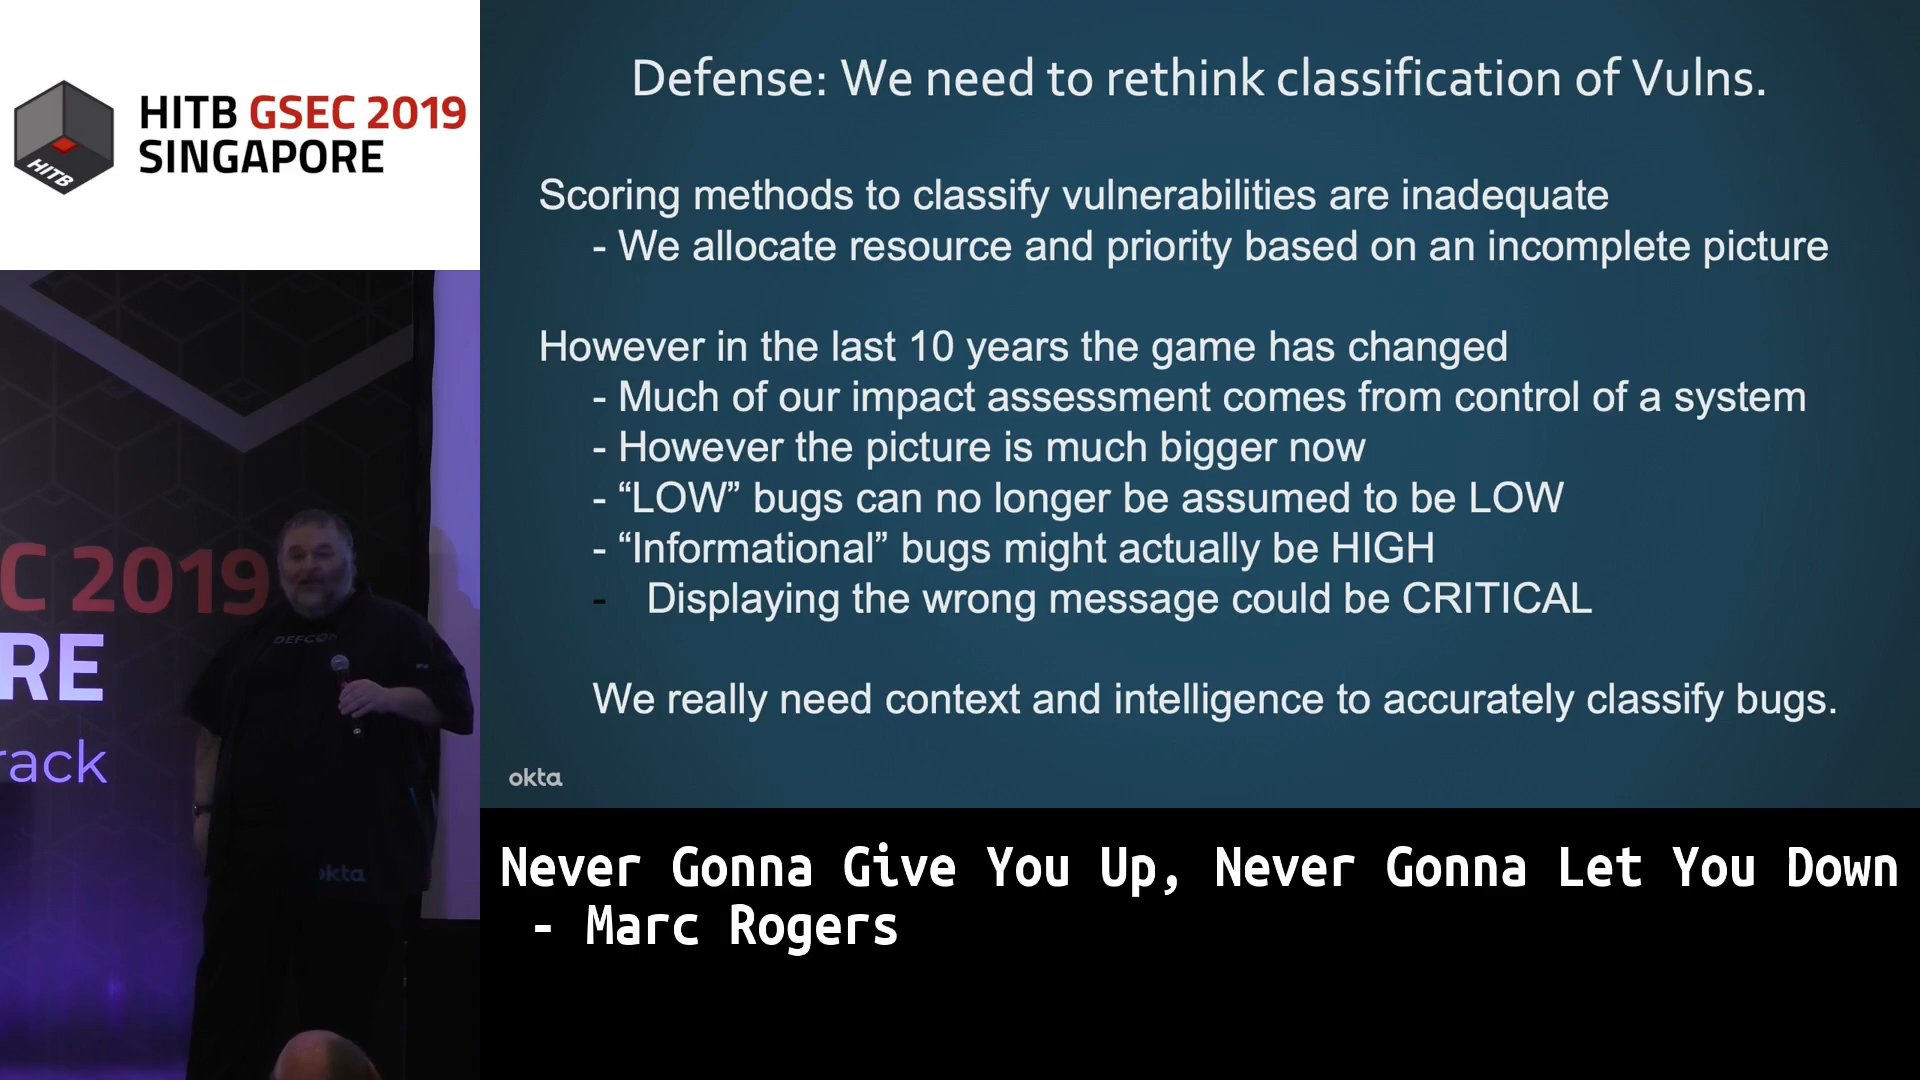 HITB GSEC 2019
SINGAPORE
HITB
Defense: We need to rethink classification of Vulns.
Scoring methods to classify vulnerabilities are inadequate
- We allocate resource and priority based on an incomplete picture
However in the last 10 years the game has changed
- Much of our impact assessment comes from control of a system
- However the picture is much bigger now
- “LOW” bugs can no longer be assumed to be LOW
- “Informational” bugs might actually be HIGH
- Displaying the wrong message could be CRITICAL
We really need context and intelligence to accurately classify bugs.
okta
C 2019
RE
rack
DEFCON
okta
Never Gonna Give You Up, Never Gonna Let You Down
- Marc Rogers